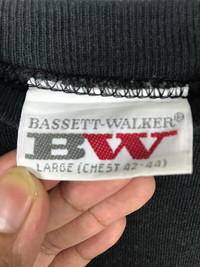 BASSETT-WALKER®
BW
LARGE (CHEST 42-44)